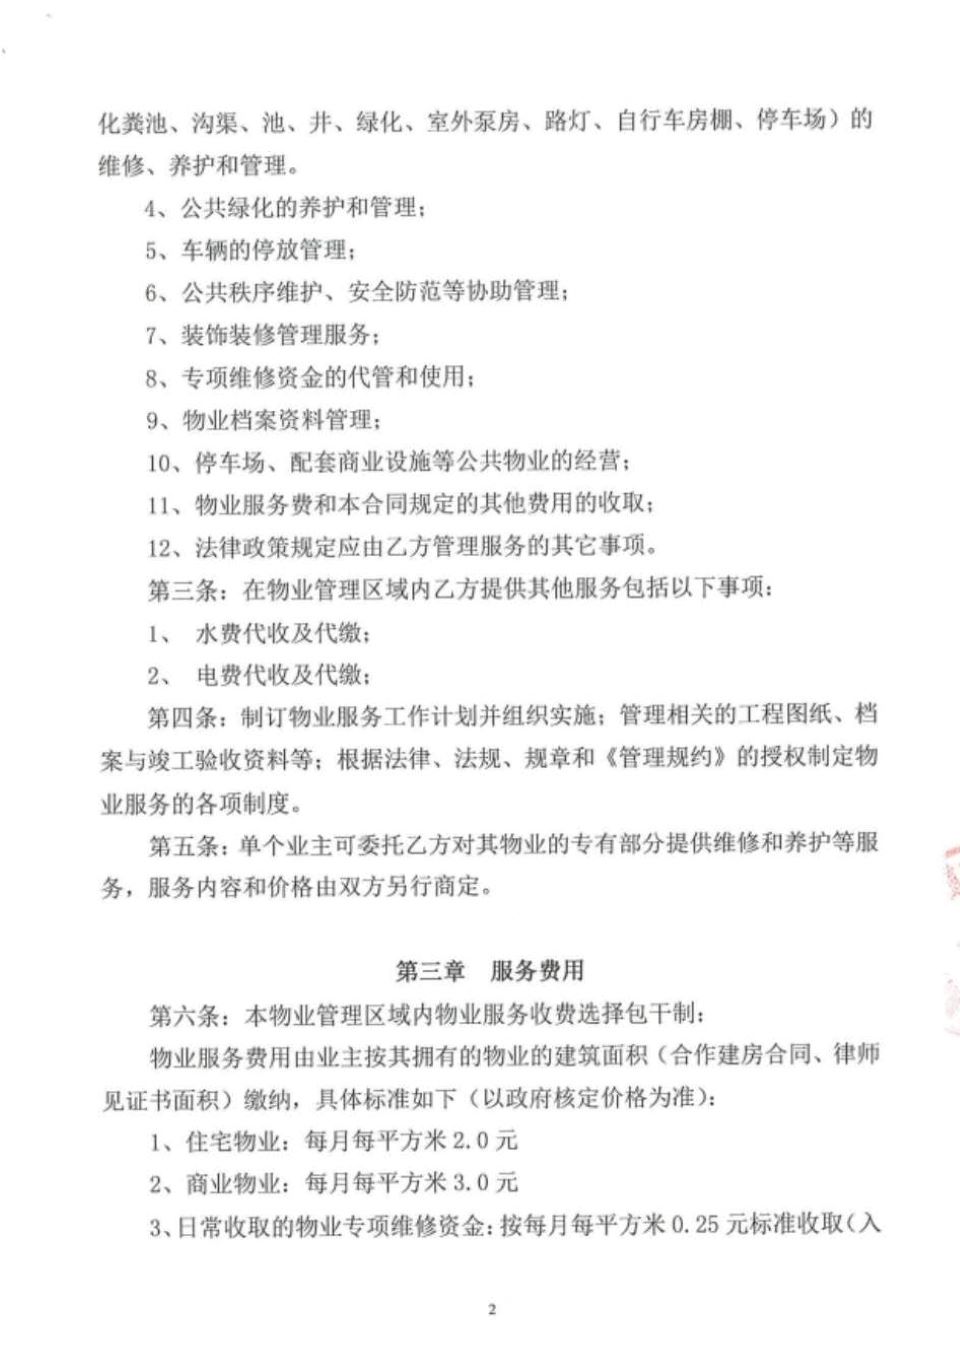 化粪池、沟渠、池、井、绿化、室外泵房、路灯、自行车房棚、停车场）的
维修、养护和管理。
4、公共绿化的养护和管理；
5、车辆的停放管理；
6、公共秩序维护、安全防范等协助管理；
7、装饰装修管理服务；
8、专项维修资金的代管和使用；
9、物业档案资料管理；
10、停车场、配套商业设施等公共物业的经营；
11、物业服务费和本合同规定的其他费用的收取；
12、法律政策规定应由乙方管理服务的其它事项。
第三条：在物业管理区域内乙方提供其他服务包括以下事项：
1、 水费代收及代缴；
2、 电费代收及代缴；
第四条：制订物业服务工作计划并组织实施；管理相关的工程图纸、档
案与竣工验收资料等；根据法律、法规、规章和《管理规约》的授权制定物
业服务的各项制度。
第五条：单个业主可委托乙方对其物业的专有部分提供维修和养护等服
务，服务内容和价格由双方另行商定。
第三章 服务费用
第六条：本物业管理区域内物业服务收费选择包干制：
物业服务费用由业主按其拥有的物业的建筑面积（合作建房合同、律师
见证书面积）缴纳，具体标准如下（以政府核定价格为准）：
1、住宅物业：每月每平方米2.0元
2、商业物业：每月每平方米3.0元
3、日常收取的物业专项维修资金：按每月每平方米0.25元标准收取（入
2